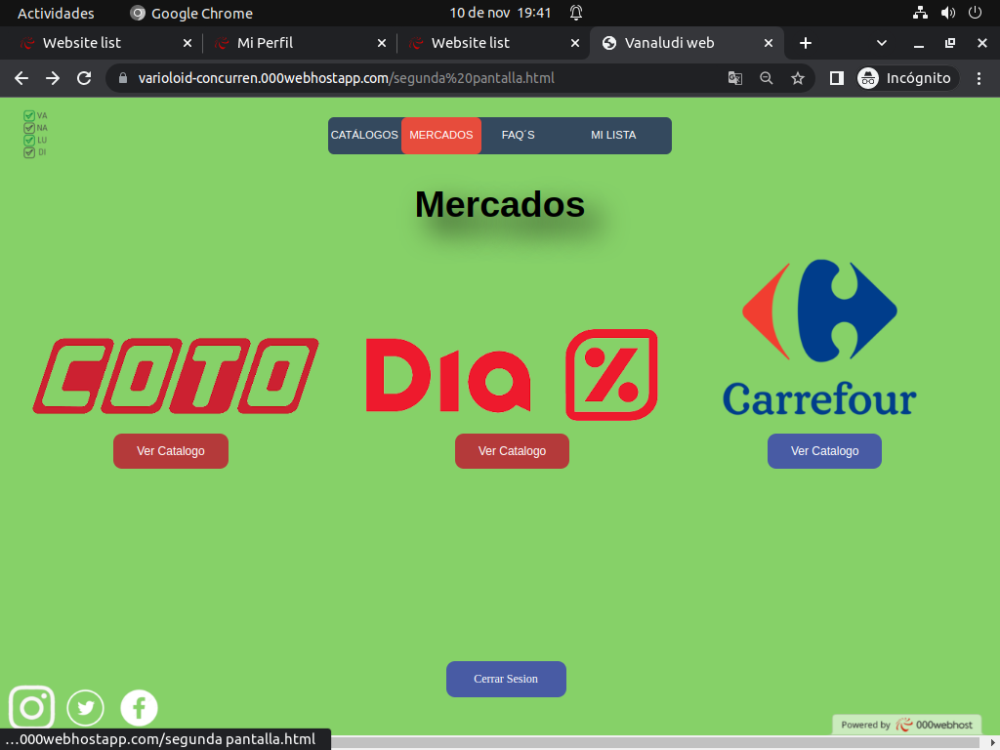 Actividades Google Chrome 10 de nov 19:41
Website list Mi Perfil Website list Vanaludi web
varioloid-concurren.000webhostapp.com/segunda%20pantalla.html Incógnito
VA
NA
LU
DI
CATÁLOGOS MERCADOS FAQ´S MI LISTA
Mercados
COTO DIA % Carrefour
Ver Catalogo Ver Catalogo Ver Catalogo
Cerrar Sesion
Powered by 000webhost
...000webhostapp.com/segunda pantalla.html